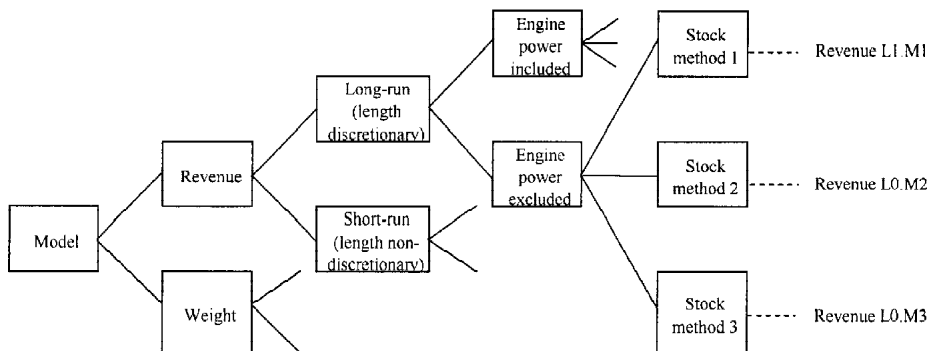 Engine
power
included
Stock
method 1
Revenue L1.M1
Long-run
(length
discretionary)
Revenue
Engine
power
excluded
Stock
method 2
Revenue L0.M2
Model
Short-run
(length non-
discretionary)
Weight
Stock
method 3
Revenue L0.M3